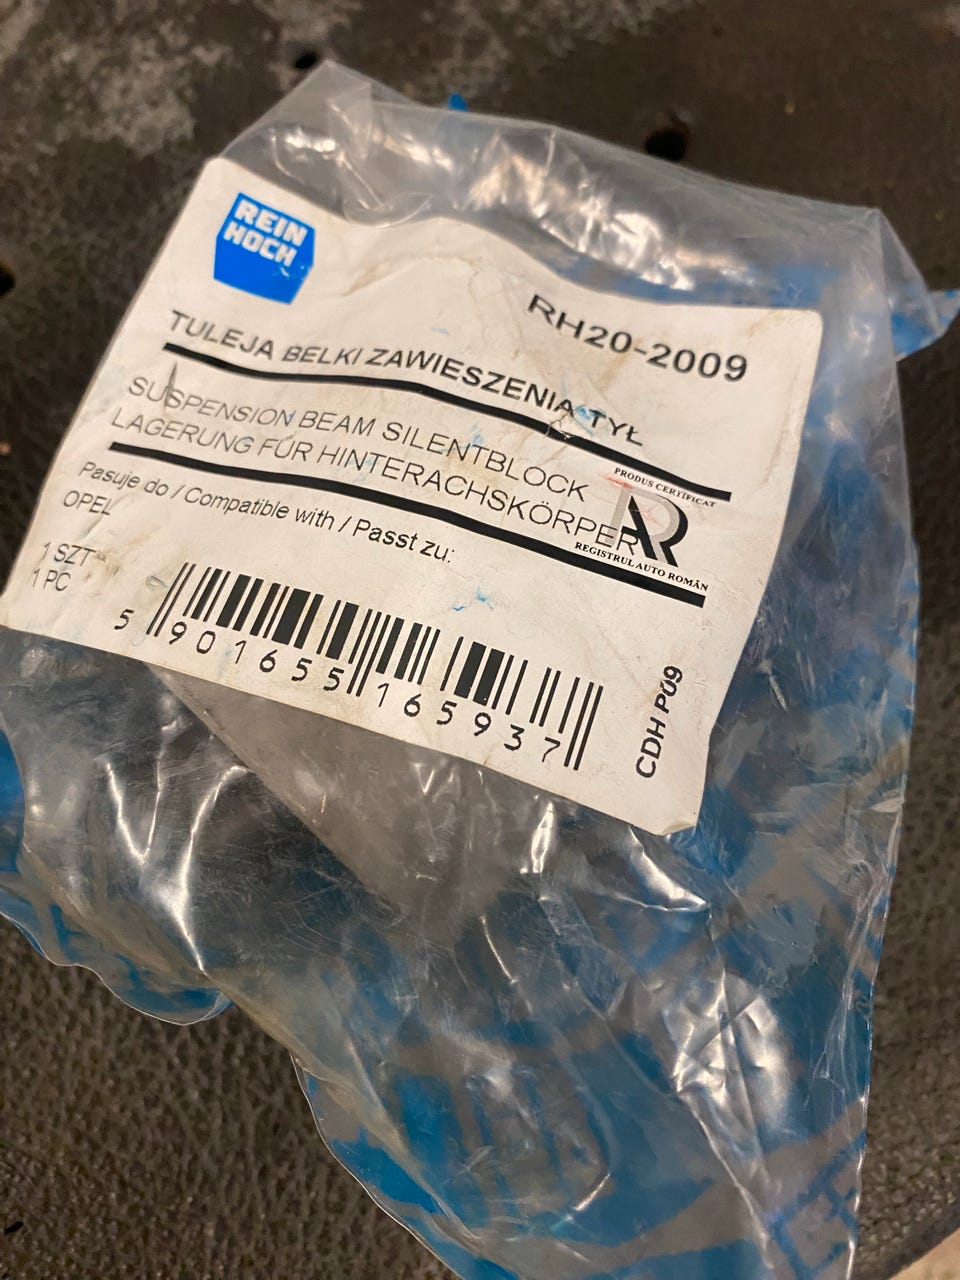 REIN
HOCH
RH20-2009
TULEJA BELKI ZAWIESZENIA TYŁ
SUSPENSION BEAM SILENTBLOCK
LAGERUNG FÜR HINTERACHSKÖRPER
PRODUS CERTIFICAT
RAR
REGISTRUL AUTO ROMÂN
Pasuje do / Compatible with / Passt zu:
OPEL
1 SZT
1 PC
5 901655 165937
CDH P09